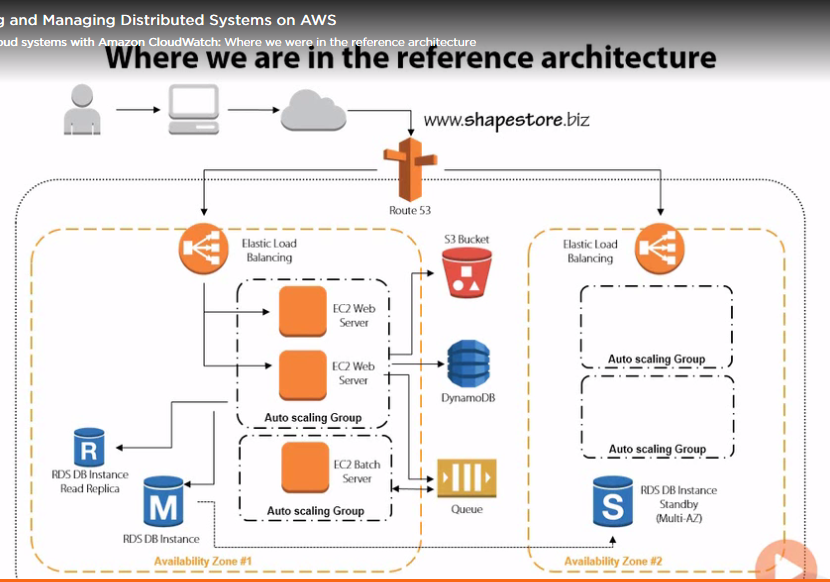 g and Managing Distributed Systems on AWS
oud systems with Amazon CloudWatch: Where we were in the reference architecture
Where we are in the reference architecture
www.shapestore.biz
Route 53
Elastic Load
Balancing
S3 Bucket
Elastic Load
Balancing
EC2 Web
Server
EC2 Web
Server
Auto scaling Group
DynamoDB
Auto scaling Group
Auto scaling Group
R
RDS DB Instance
Read Replica
M
RDS DB Instance
EC2 Batch
Server
Auto scaling Group
Queue
S
RDS DB Instance
Standby
(Multi-AZ)
Availability Zone #1
Availability Zone #2